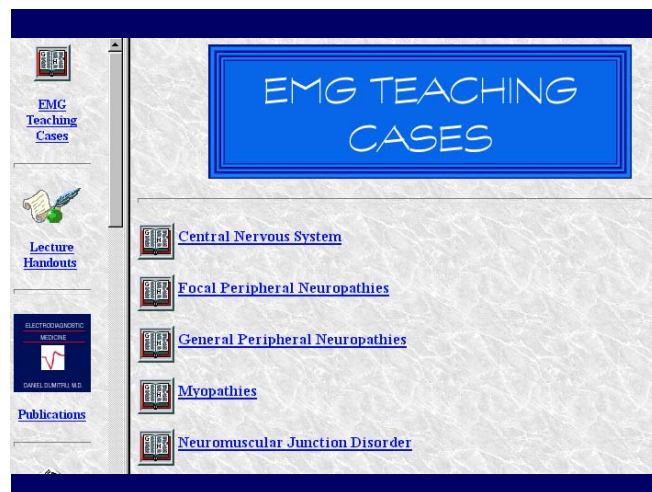 EMG
Teaching
Cases
Lecture
Handouts
ELECTRODIAGNOSTIC
MEDICINE
DANIEL DUMITRU, M.D.
Publications
EMG TEACHING
CASES
Central Nervous System
Focal Peripheral Neuropathies
General Peripheral Neuropathies
Myopathies
Neuromuscular Junction Disorder